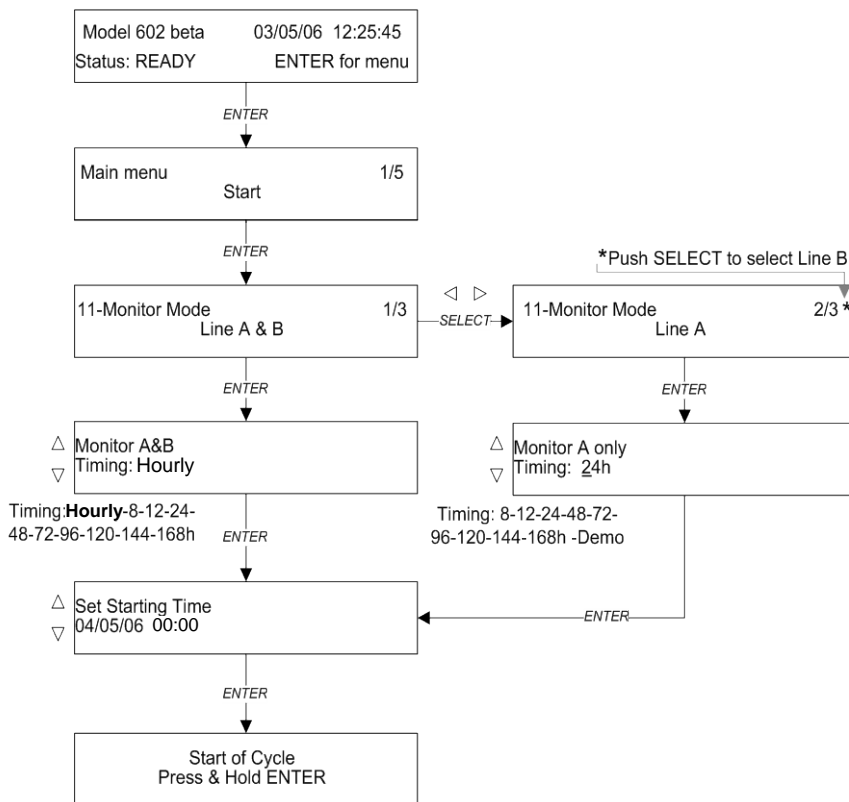 Model 602 beta 03/05/06 12:25:45
Status: READY ENTER for menu
ENTER
Main menu 1/5
Start
ENTER
*Push SELECT to select Line B
11-Monitor Mode 1/3
Line A & B
SELECT
11-Monitor Mode 2/3 *
Line A
ENTER
ENTER
Monitor A&B
Timing: Hourly
Monitor A only
Timing: 24h
Timing:Hourly-8-12-24-
48-72-96-120-144-168h
ENTER
Timing: 8-12-24-48-72-
96-120-144-168h -Demo
Set Starting Time
04/05/06 00:00
ENTER
ENTER
Start of Cycle
Press & Hold ENTER